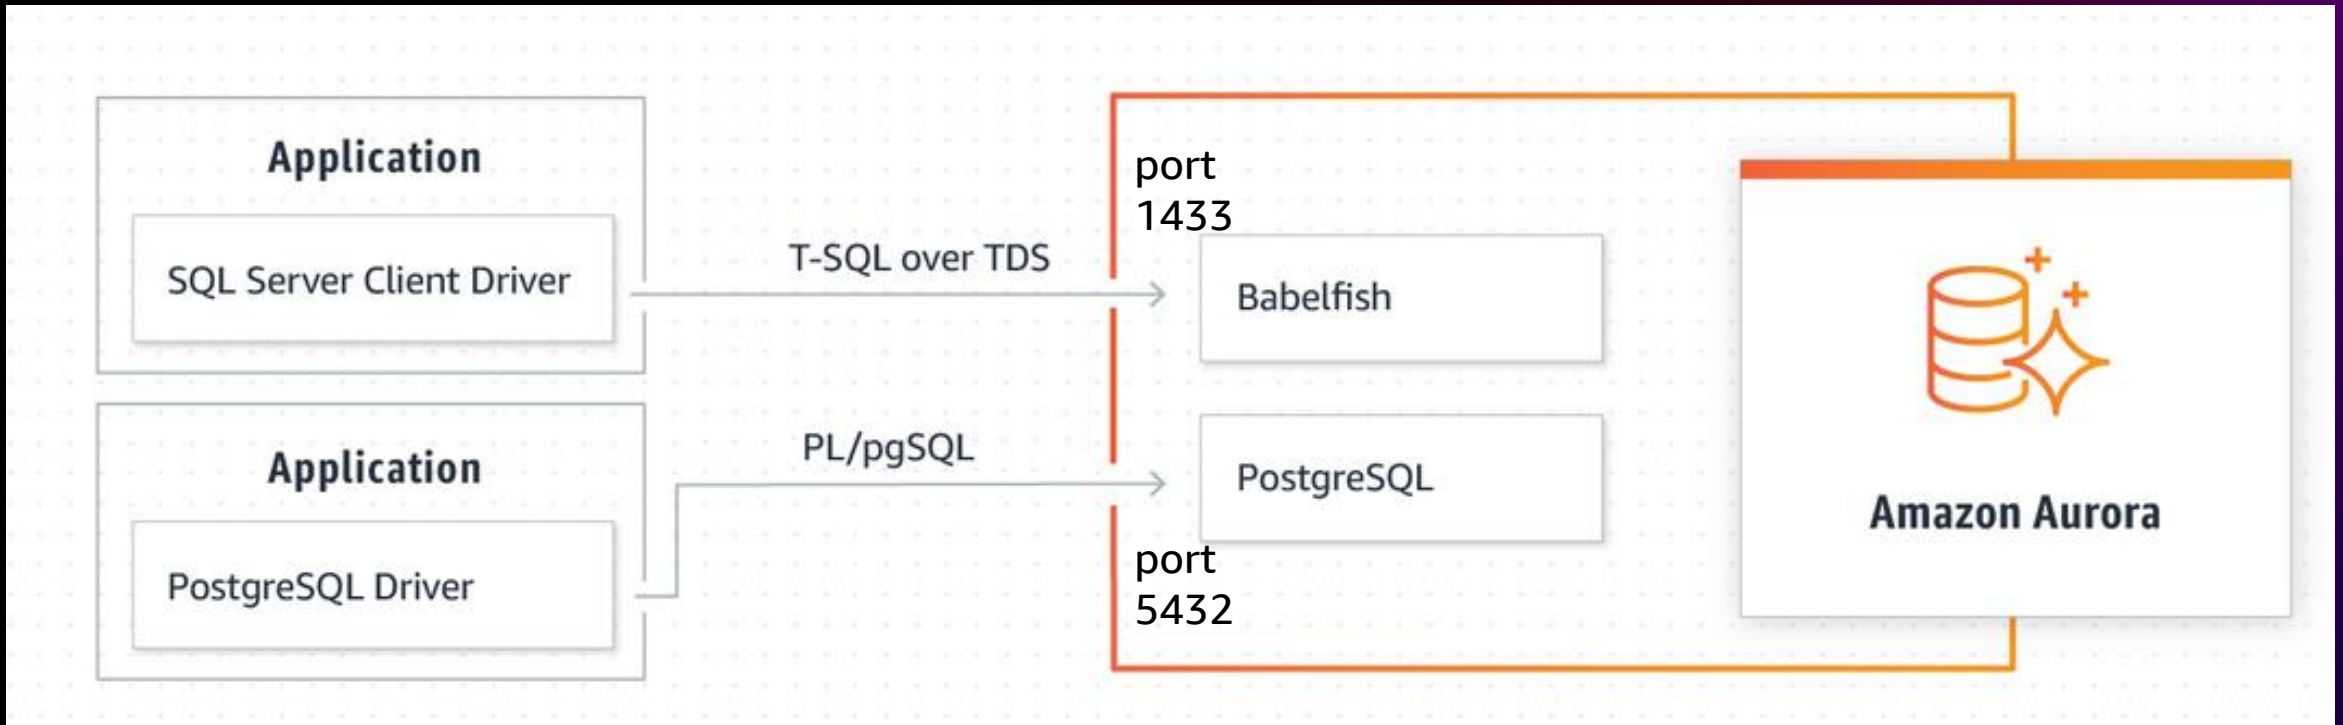 Application
SQL Server Client Driver
T-SQL over TDS
port
1433
Babelfish
Application
PostgreSQL Driver
PL/pgSQL
PostgreSQL
port
5432
Amazon Aurora